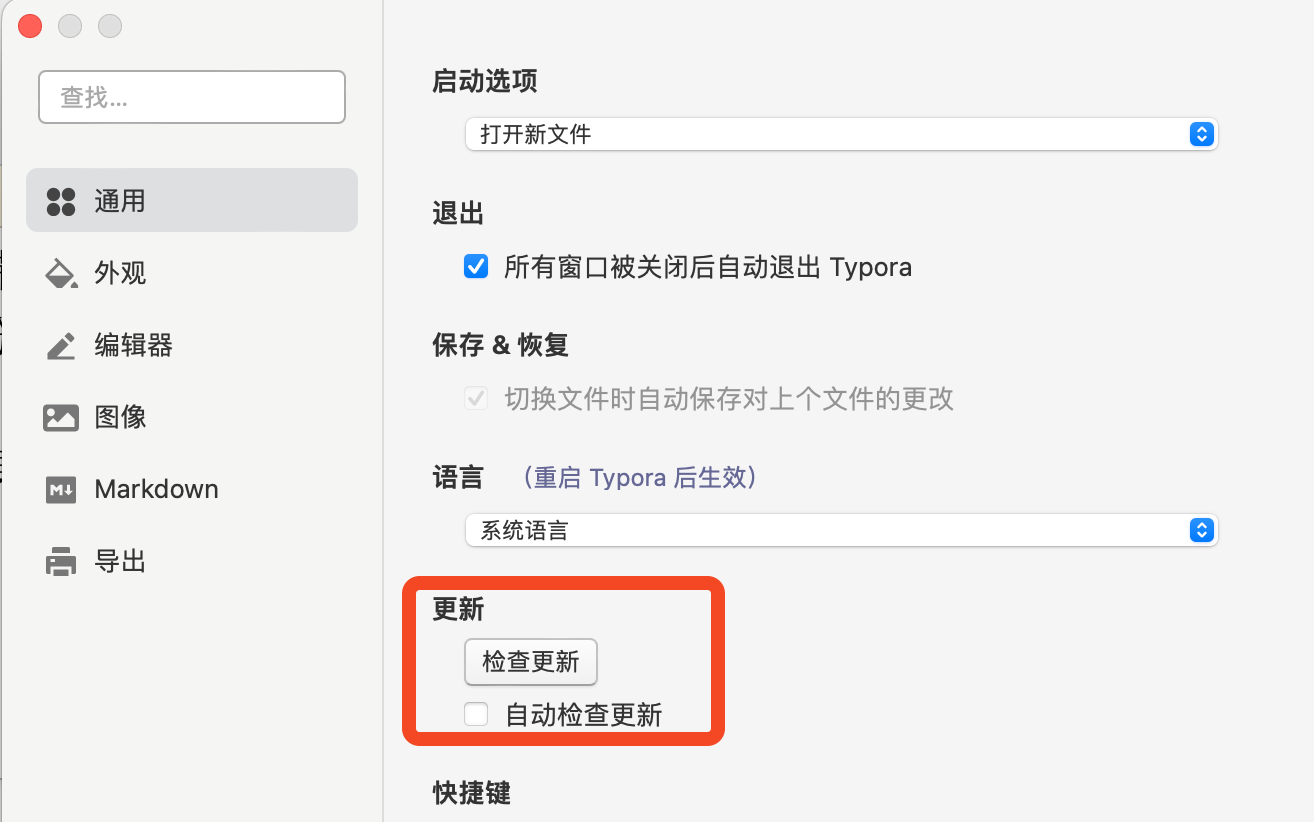 查找...
通用
外观
编辑器
图像
Markdown
导出
启动选项
打开新文件
退出
所有窗口被关闭后自动退出 Typora
保存 & 恢复
切换文件时自动保存对上个文件的更改
语言 （重启 Typora 后生效）
系统语言
更新
检查更新
自动检查更新
快捷键